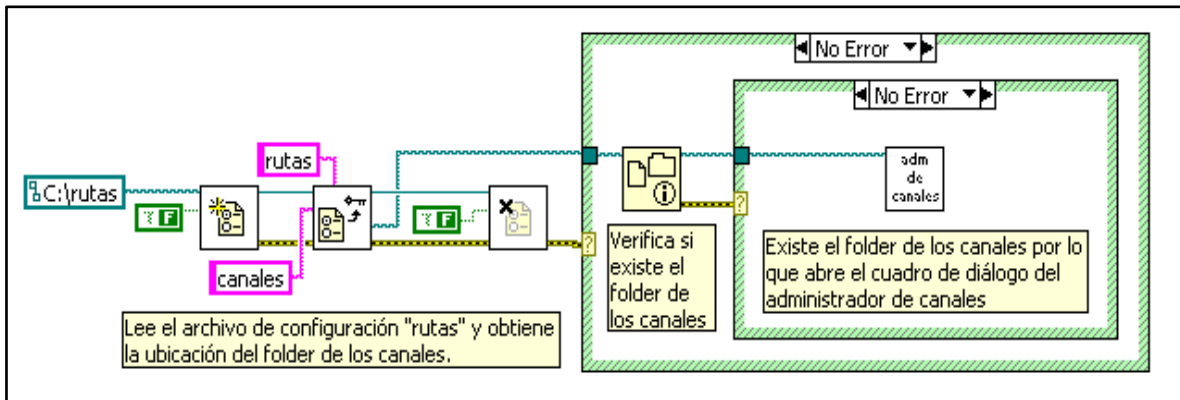 No Error
No Error
rutas
C:\rutas
F
F
canales
adm
de
canales
?
?
Verifica si
existe el
folder de
los canales
Existe el folder de los canales por lo
que abre el cuadro de diálogo del
administrador de canales
Lee el archivo de configuración "rutas" y obtiene
la ubicación del folder de los canales.